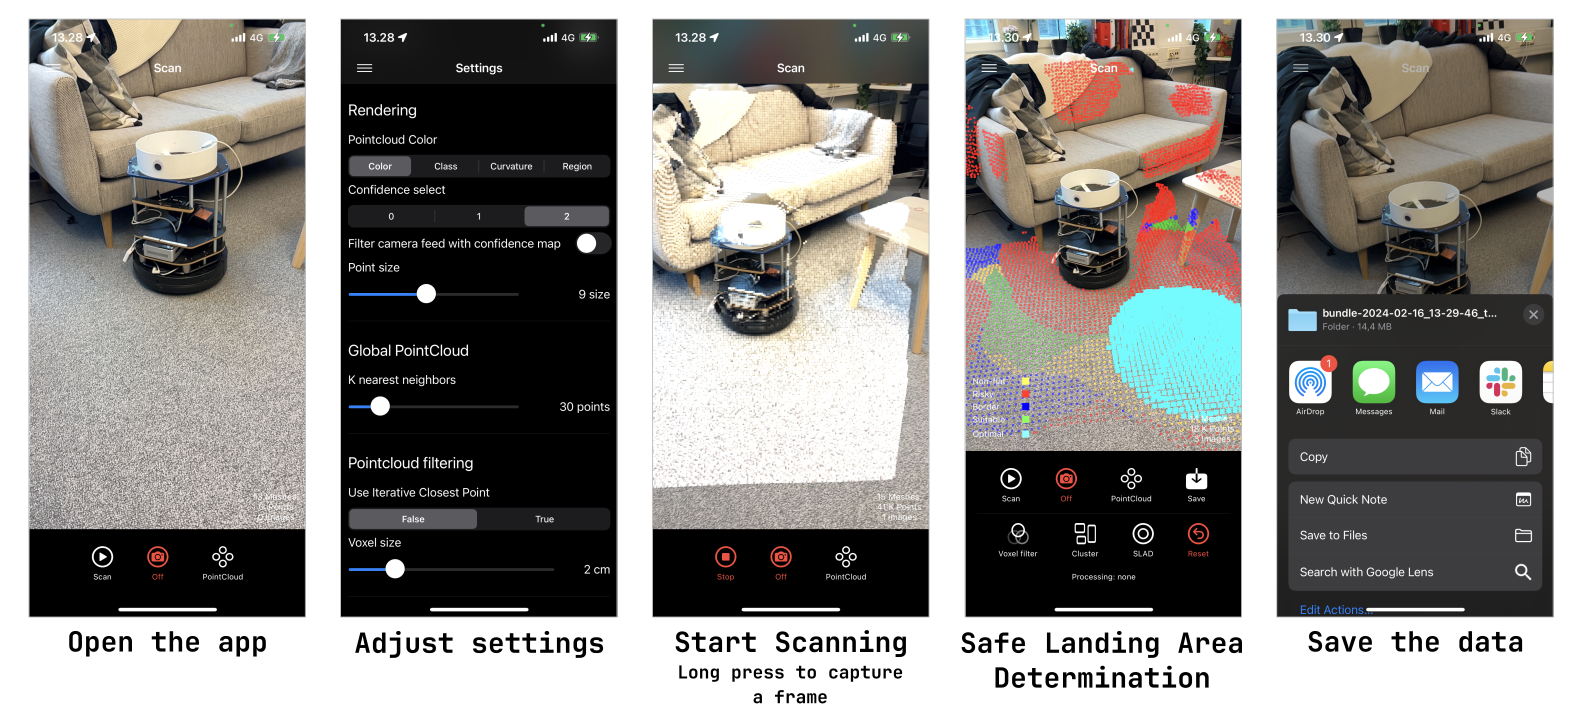 13.28
4G
Scan
13 Meshes
0 Images
Scan
Off
PointCloud
Open the app
13.28
4G
Settings
Rendering
Pointcloud Color
Color Class Curvature Region
Confidence select
0 1 2
Filter camera feed with confidence map
Point size
9 size
Global PointCloud
K nearest neighbors
30 points
Pointcloud filtering
Use Iterative Closest Point
False True
Voxel size
2 cm
Adjust settings
13.28
4G
Scan
15 Meshes
41 K Points
1 Images
Stop
Off
PointCloud
Start Scanning
Long press to capture
a frame
13.30
4G
Scan
Non-flat
Risky
Border
Suitable
Optimal
18 K Points
3 Images
Scan
Off
PointCloud
Save
Voxel filter
Cluster
SLAD
Reset
Processing: none
Safe Landing Area
Determination
13.30
4G
Scan
bundle-2024-02-16_13-29-46_t...
Folder · 14,4 MB
1
AirDrop
Messages
Mail
Slack
Copy
New Quick Note
Save to Files
Search with Google Lens
Edit Actions...
Save the data